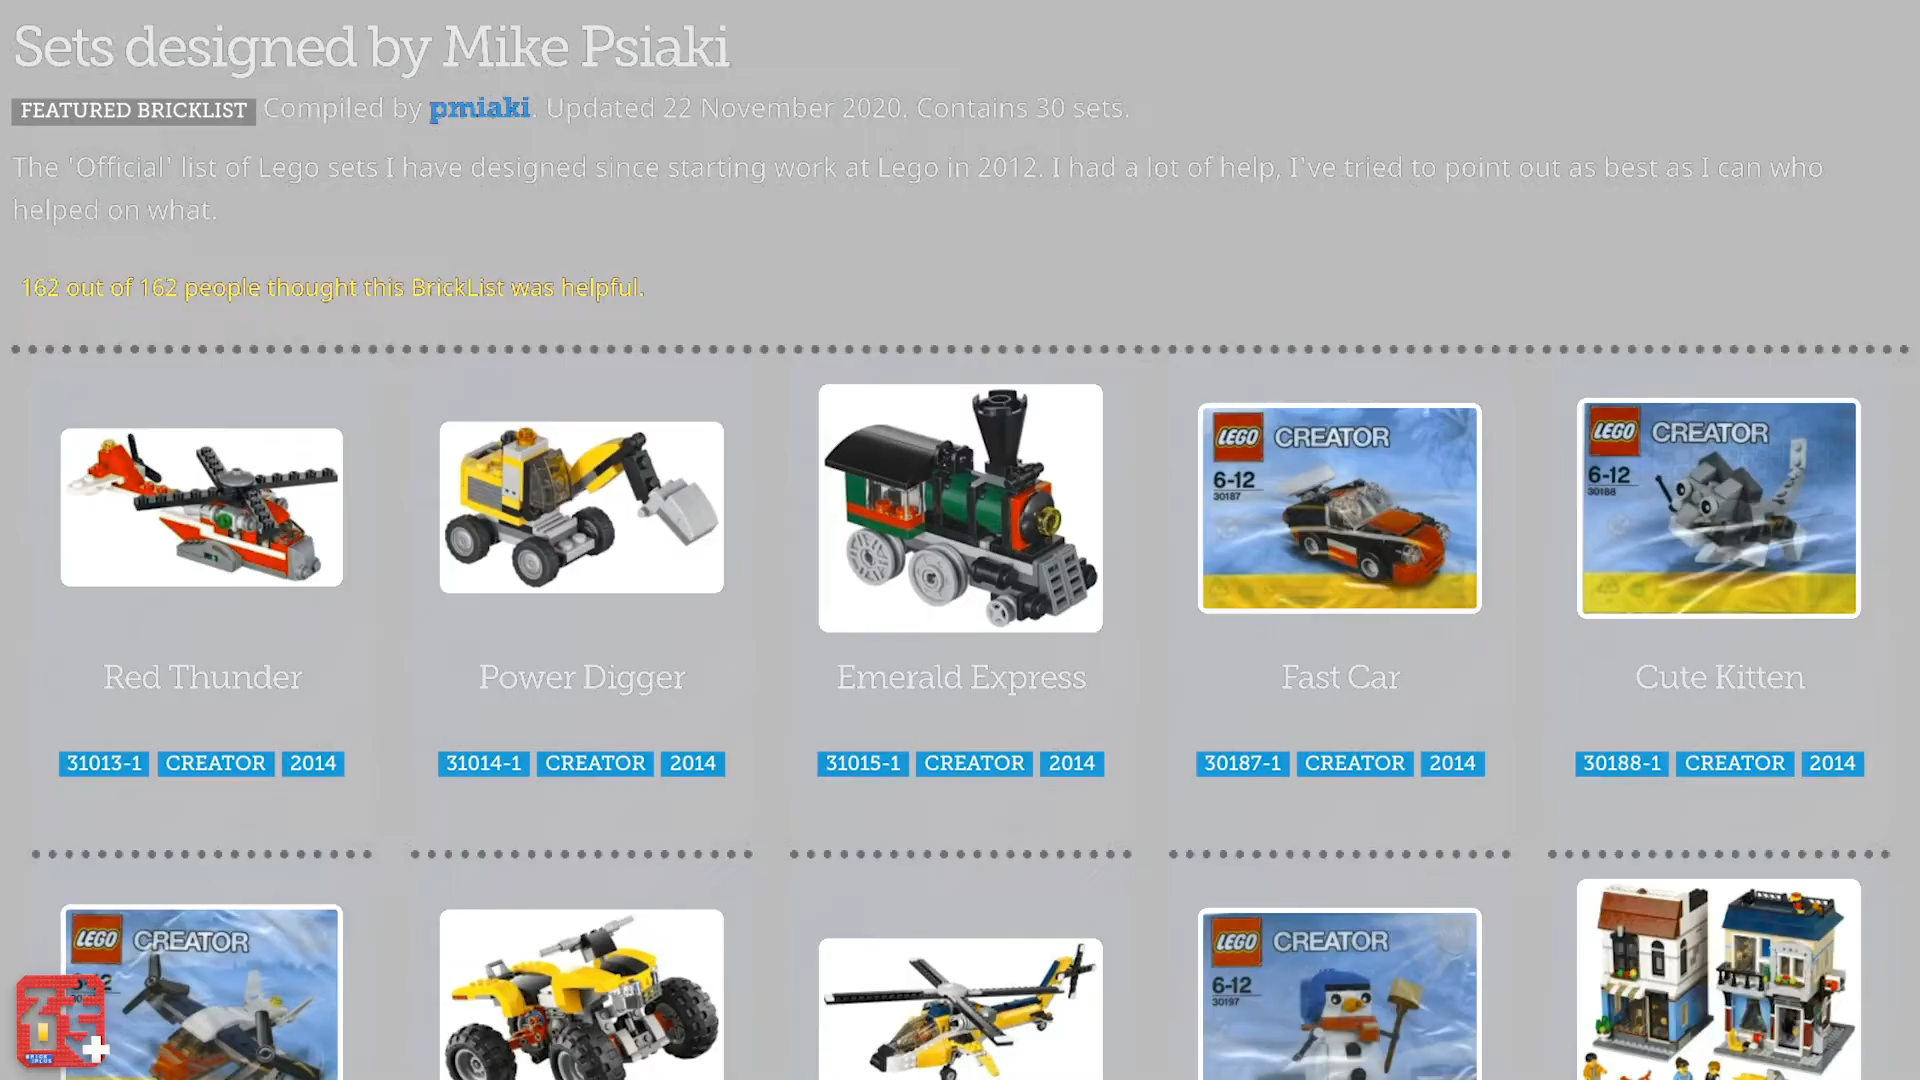 Sets designed by Mike Psiaki
FEATURED BRICKLIST Compiled by pmiaki. Updated 22 November 2020. Contains 30 sets.
The 'Official' list of Lego sets I have designed since starting work at Lego in 2012. I had a lot of help, I've tried to point out as best as I can who
helped on what.
162 out of 162 people thought this BrickList was helpful.
LEGO CREATOR
6-12
30187
LEGO CREATOR
6-12
30188
Red Thunder
Power Digger
Emerald Express
Fast Car
Cute Kitten
31013-1 CREATOR 2014
31014-1 CREATOR 2014
31015-1 CREATOR 2014
30187-1 CREATOR 2014
30188-1 CREATOR 2014
LEGO CREATOR
LEGO CREATOR
6-12
30197